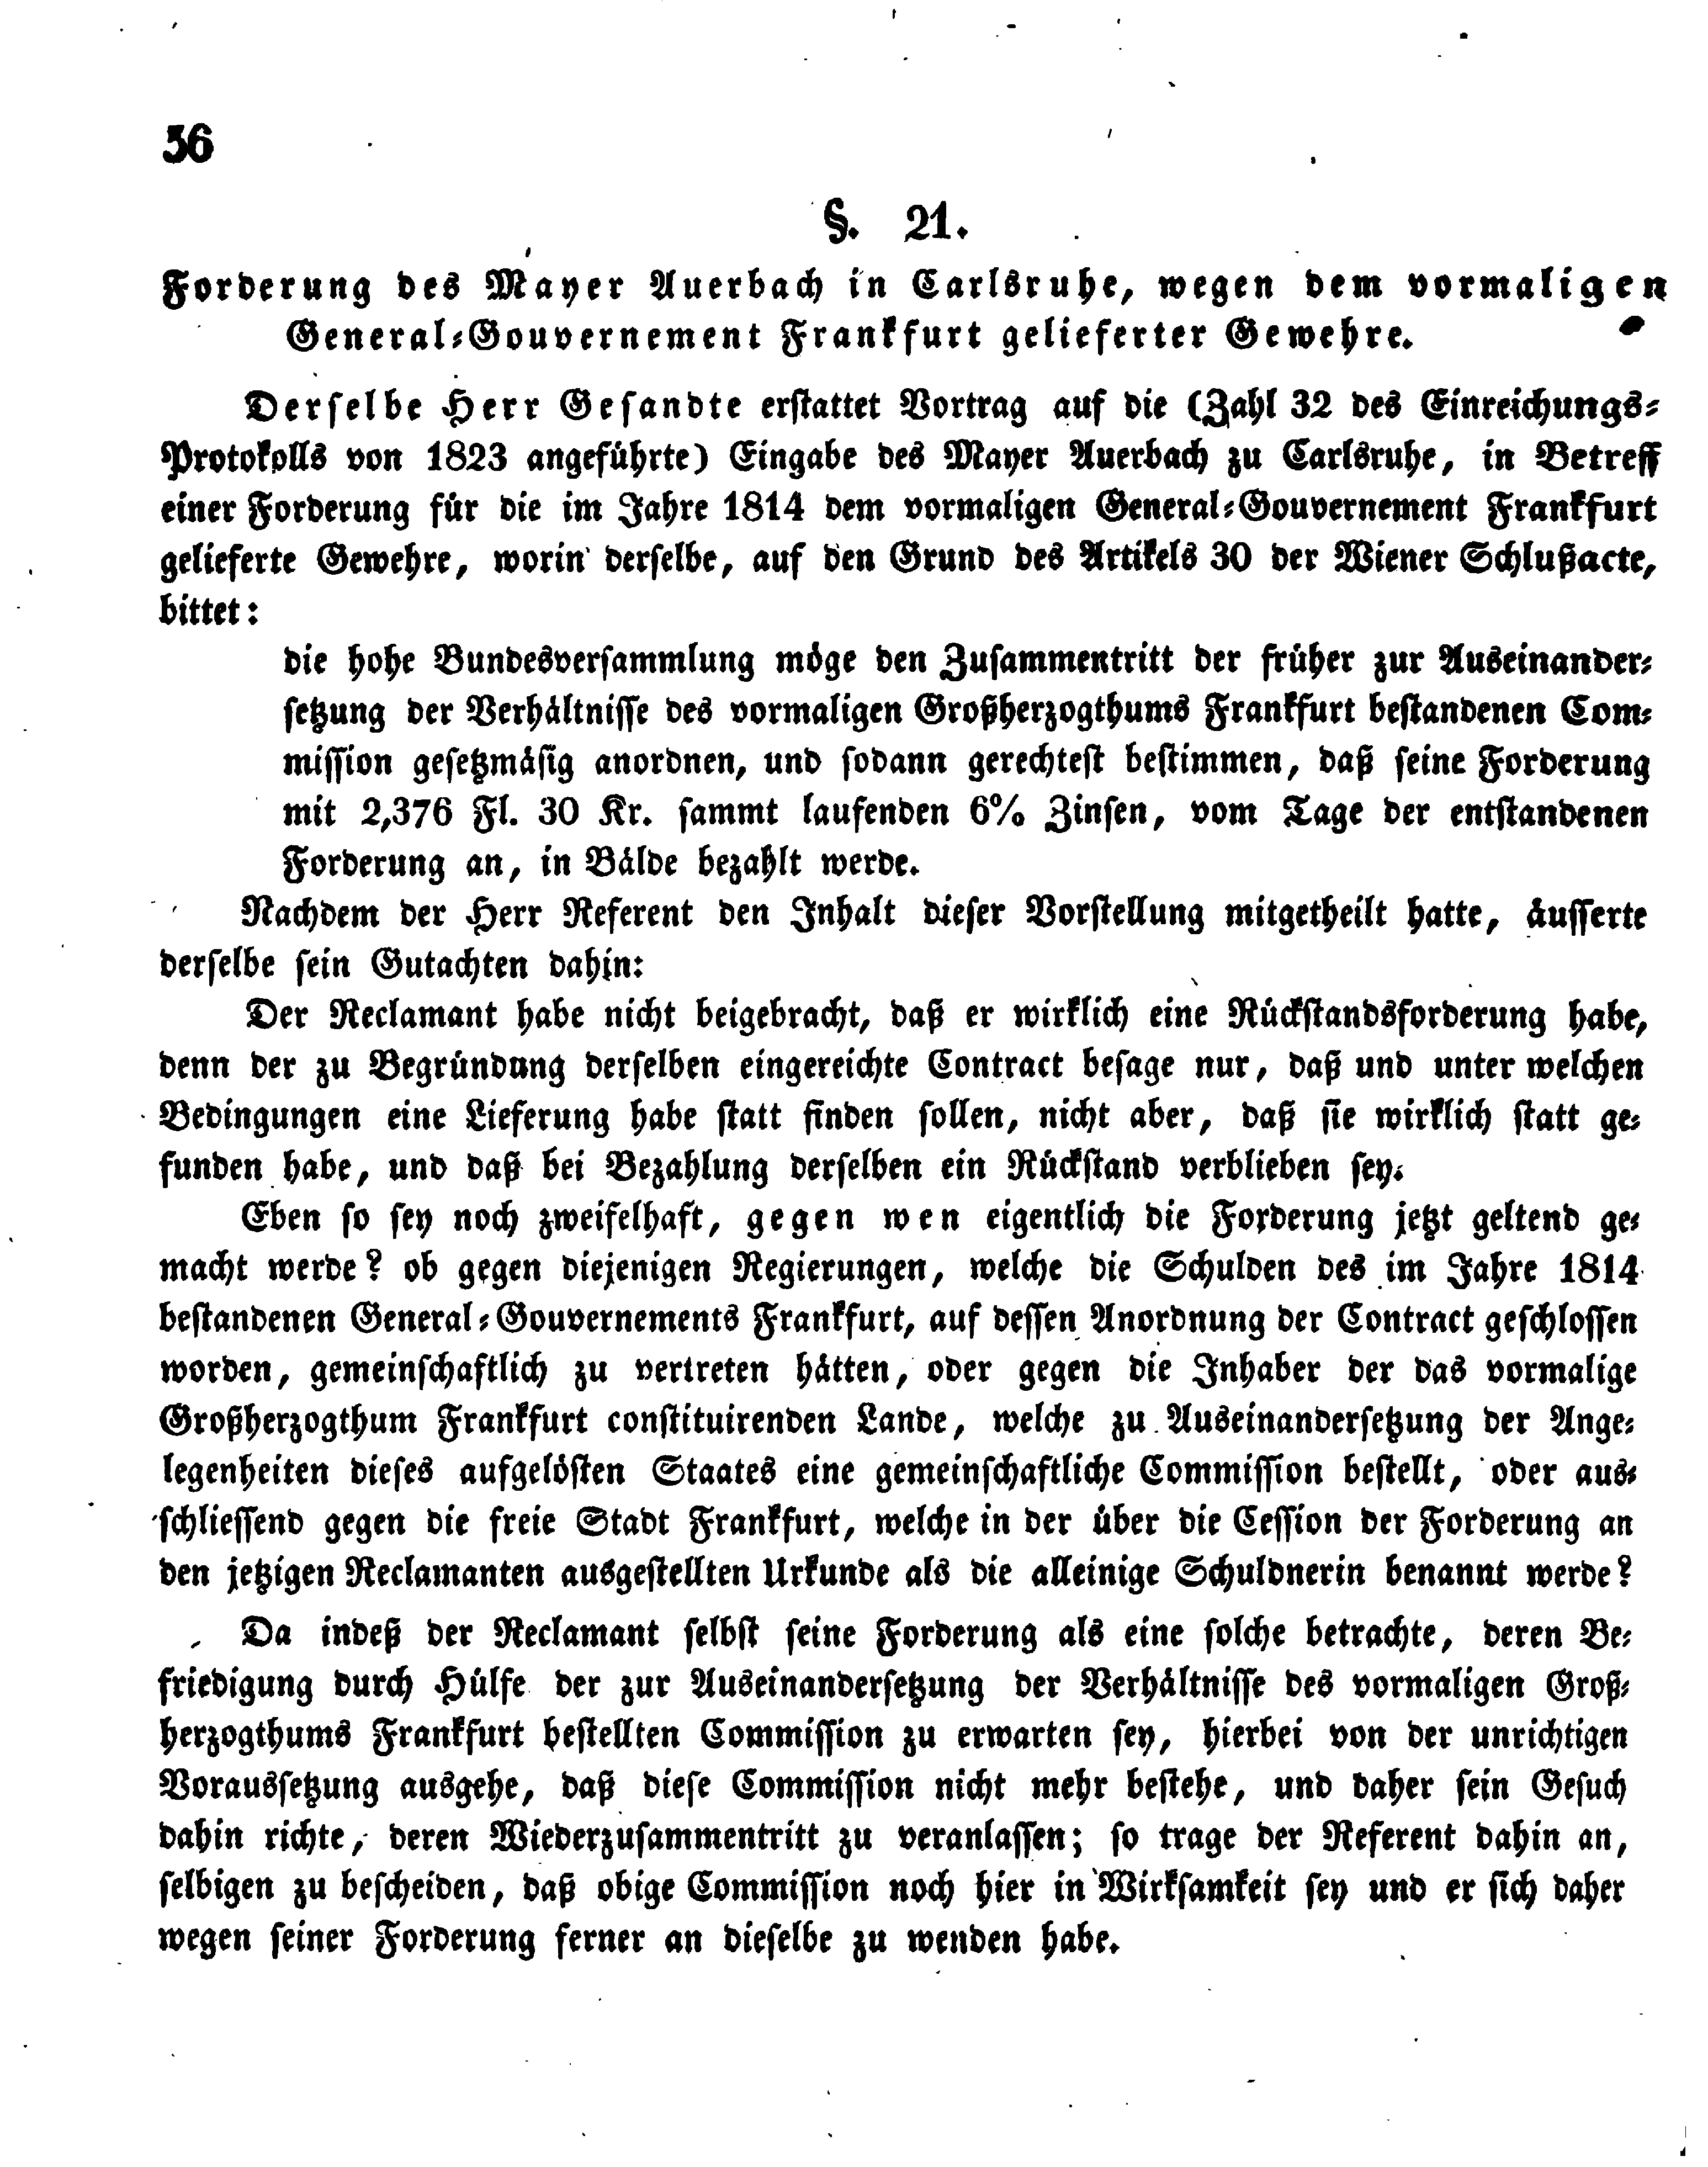 36
§. 21.
Forderung des Mayer Auerbach in Carlsruhe, wegen dem vormaligen
General-Gouvernement Frankfurt gelieferter Gewehre.
Derselbe Herr Gesandte erstattet Vortrag auf die (Zahl 32 des Einreichungs-
Protokolls von 1823 angeführte) Eingabe des Mayer Auerbach zu Carlsruhe, in Betreff
einer Forderung für die im Jahre 1814 dem vormaligen General-Gouvernement Frankfurt
gelieferte Gewehre, worin derselbe, auf den Grund des Artikels 30 der Wiener Schlußacte,
bittet:
die hohe Bundesversammlung möge den Zusammentritt der früher zur Auseinander-
setzung der Verhältnisse des vormaligen Großherzogthums Frankfurt bestandenen Com-
mission gesetzmäsig anordnen, und sodann gerechtest bestimmen, daß seine Forderung
mit 2,376 Fl. 30 Kr. sammt laufenden 6% Zinsen, vom Tage der entstandenen
Forderung an, in Bälde bezahlt werde.
Nachdem der Herr Referent den Inhalt dieser Vorstellung mitgetheilt hatte, äusserte
derselbe sein Gutachten dahin:
Der Reclamant habe nicht beigebracht, daß er wirklich eine Rückstandsforderung habe,
denn der zu Begründung derselben eingereichte Contract besage nur, daß und unter welchen
Bedingungen eine Lieferung habe statt finden sollen, nicht aber, daß sie wirklich statt ge-
funden habe, und daß bei Bezahlung derselben ein Rückstand verblieben sey.
Eben so sey noch zweifelhaft, gegen wen eigentlich die Forderung jetzt geltend ge-
macht werde? ob gegen diejenigen Regierungen, welche die Schulden des im Jahre 1814
bestandenen General-Gouvernements Frankfurt, auf dessen Anordnung der Contract geschlossen
worden, gemeinschaftlich zu vertreten hätten, oder gegen die Inhaber der das vormalige
Großherzogthum Frankfurt constituirenden Lande, welche zu Auseinandersetzung der Ange-
legenheiten dieses aufgelösten Staates eine gemeinschaftliche Commission bestellt, oder aus-
schliessend gegen die freie Stadt Frankfurt, welche in der über die Cession der Forderung an
den jetzigen Reclamanten ausgestellten Urkunde als die alleinige Schuldnerin benannt werde?
Da indeß der Reclamant selbst seine Forderung als eine solche betrachte, deren Be-
friedigung durch Hülfe der zur Auseinandersetzung der Verhältnisse des vormaligen Groß-
herzogthums Frankfurt bestellten Commission zu erwarten sey, hierbei von der unrichtigen
Voraussetzung ausgehe, daß diese Commission nicht mehr bestehe, und daher sein Gesuch
dahin richte, deren Wiederzusammentritt zu veranlassen; so trage der Referent dahin an,
selbigen zu bescheiden, daß obige Commission noch hier in Wirksamkeit sey und er sich daher
wegen seiner Forderung ferner an dieselbe zu wenden habe.